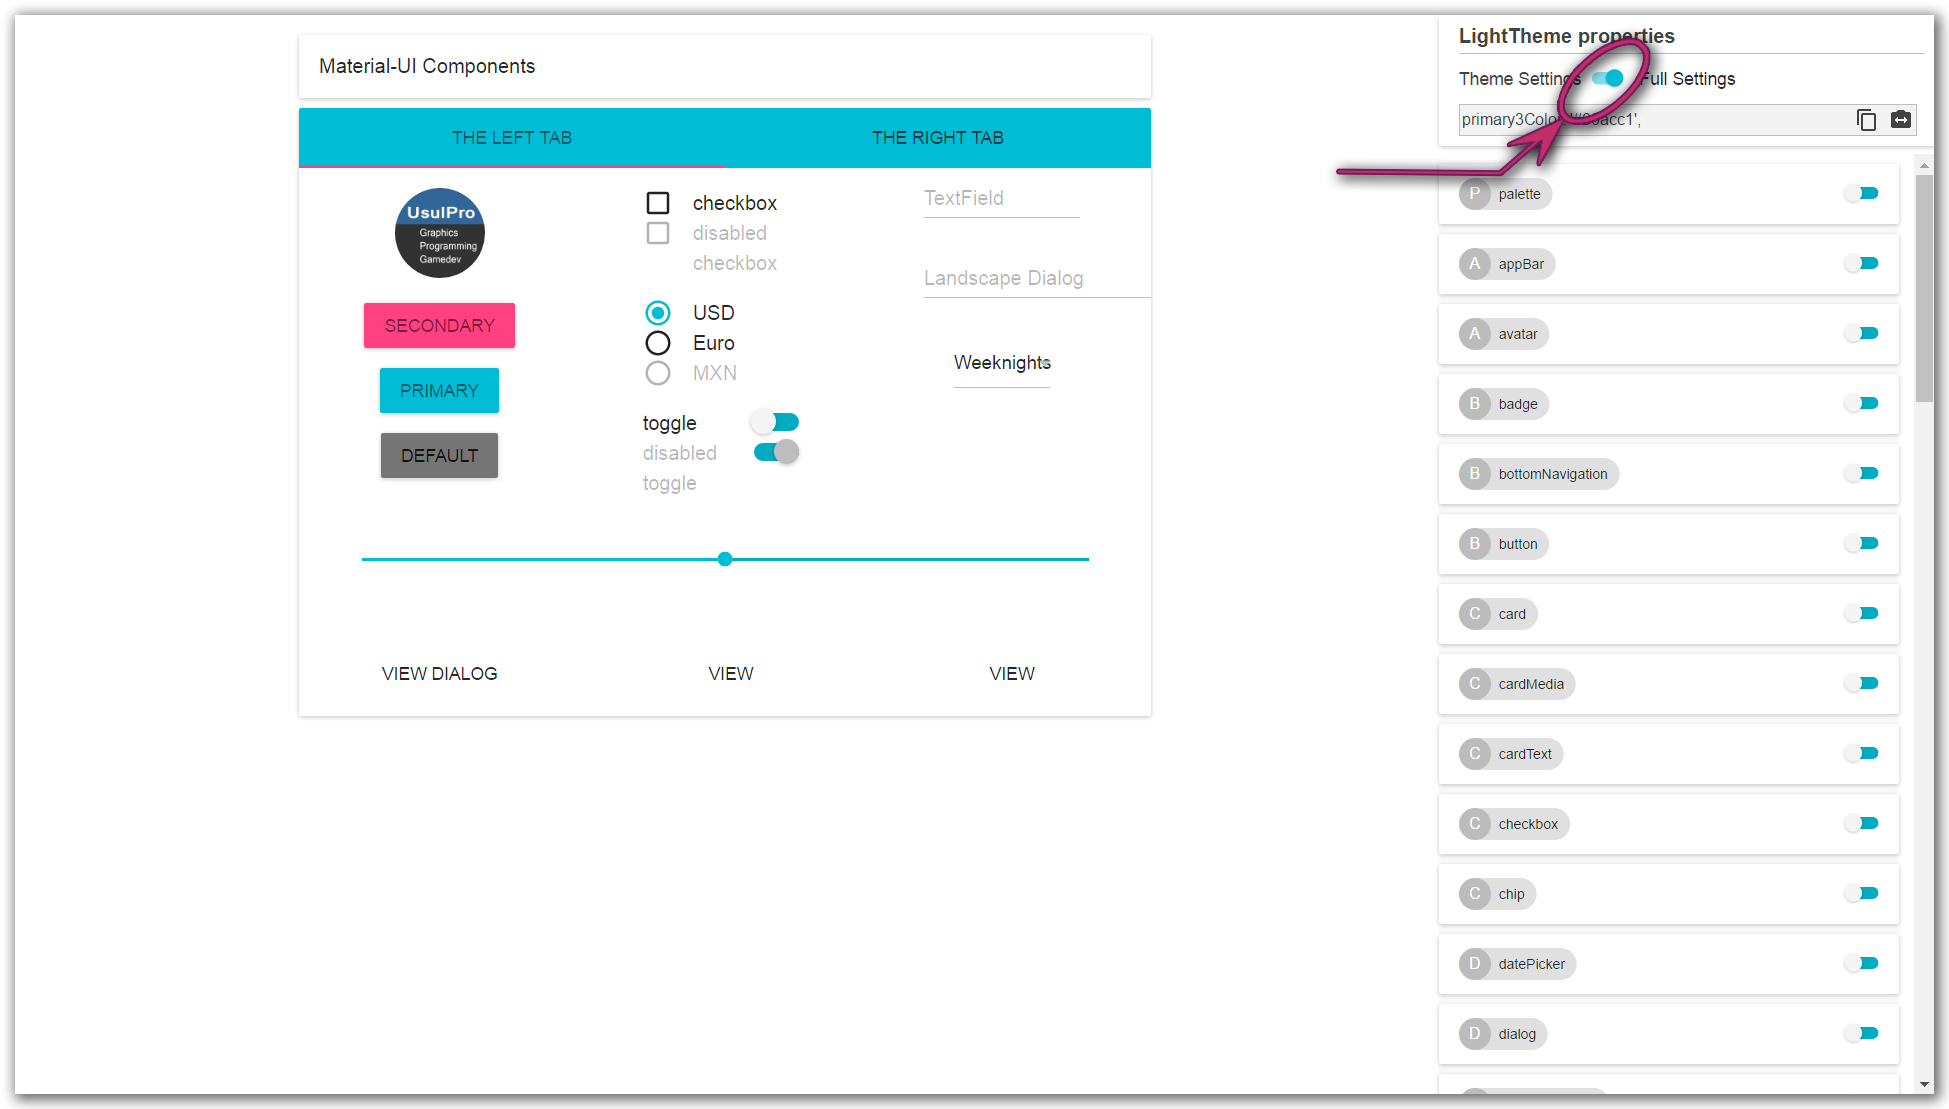 Material-UI Components
THE LEFT TAB
THE RIGHT TAB
UsulPro
Graphics
Programming
Gamedev
SECONDARY
PRIMARY
DEFAULT
checkbox
disabled
checkbox
USD
Euro
MXN
toggle
disabled
toggle
TextField
Landscape Dialog
Weeknights
VIEW DIALOG
VIEW
VIEW
LightTheme properties
Theme Settings
Full Settings
primary3Color
P palette
A appBar
A avatar
B badge
B bottomNavigation
B button
C card
C cardMedia
C cardText
C checkbox
C chip
D datePicker
D dialog